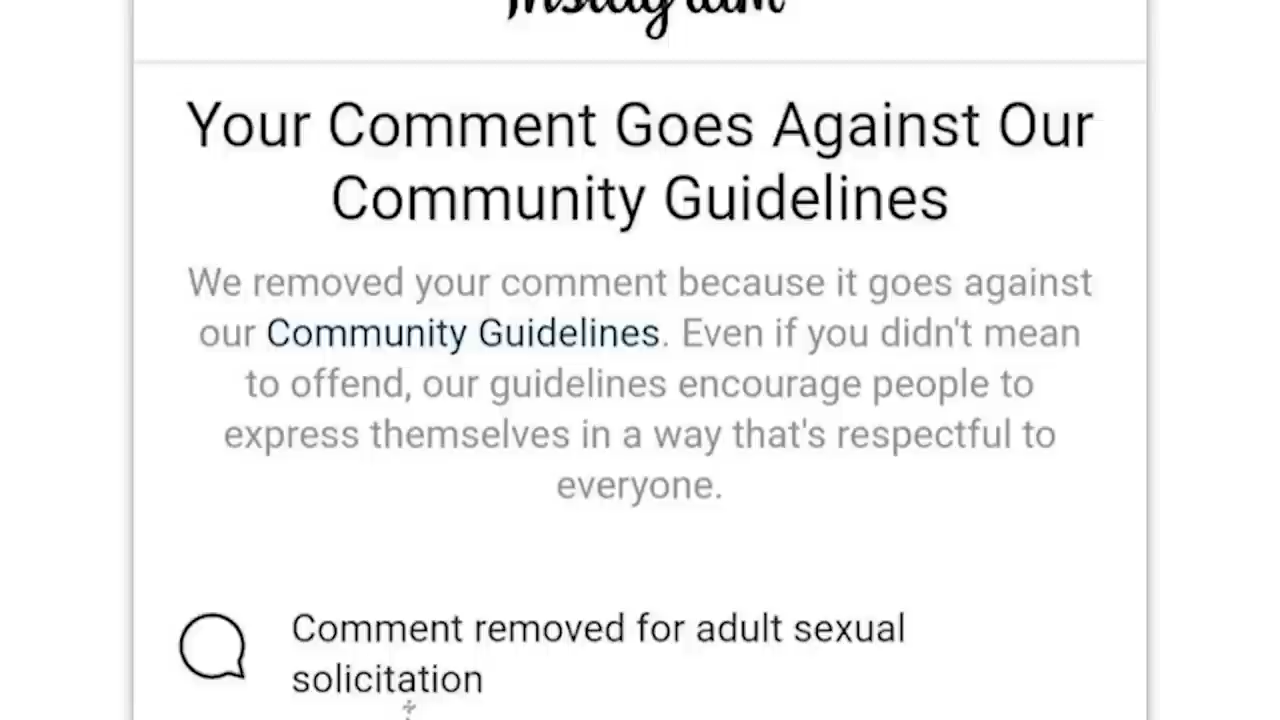 Instagram
Your Comment Goes Against Our
Community Guidelines
We removed your comment because it goes against
our Community Guidelines. Even if you didn't mean
to offend, our guidelines encourage people to
express themselves in a way that's respectful to
everyone.
Comment removed for adult sexual
solicitation